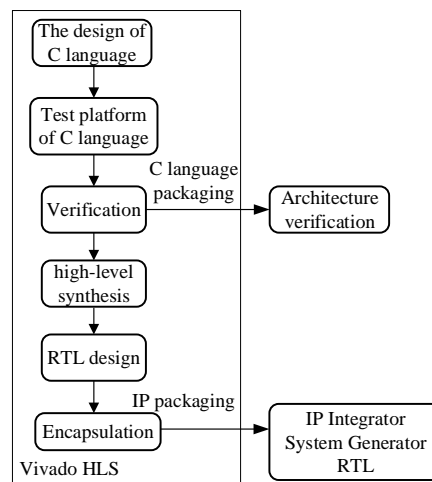 The design of
C language
Test platform
of C language
C language
packaging
Verification
Architecture
verification
high-level
synthesis
RTL design
IP packaging
Encapsulation
IP Integrator
System Generator
RTL
Vivado HLS